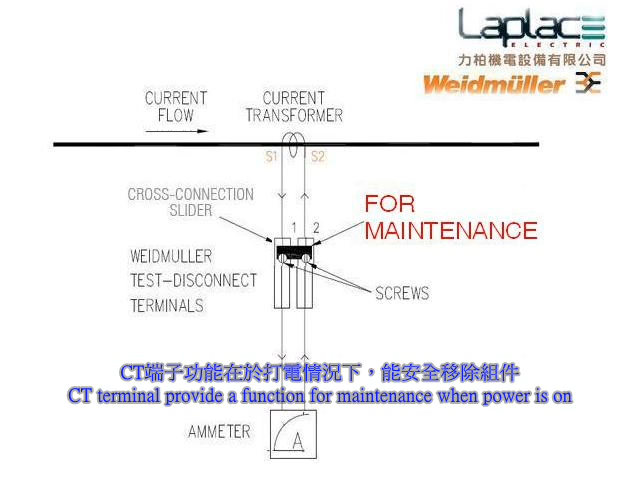 Laplace
ELECTRIC
力柏機電設備有限公司
Weidmüller
CURRENT
FLOW
CURRENT
TRANSFORMER
S1
S2
CROSS-CONNECTION
SLIDER
1
2
FOR
MAINTENANCE
WEIDMULLER
TEST-DISCONNECT
TERMINALS
SCREWS
CT端子功能在於打電情況下，能安全移除組件
CT terminal provide a function for maintenance when power is on
AMMETER
A